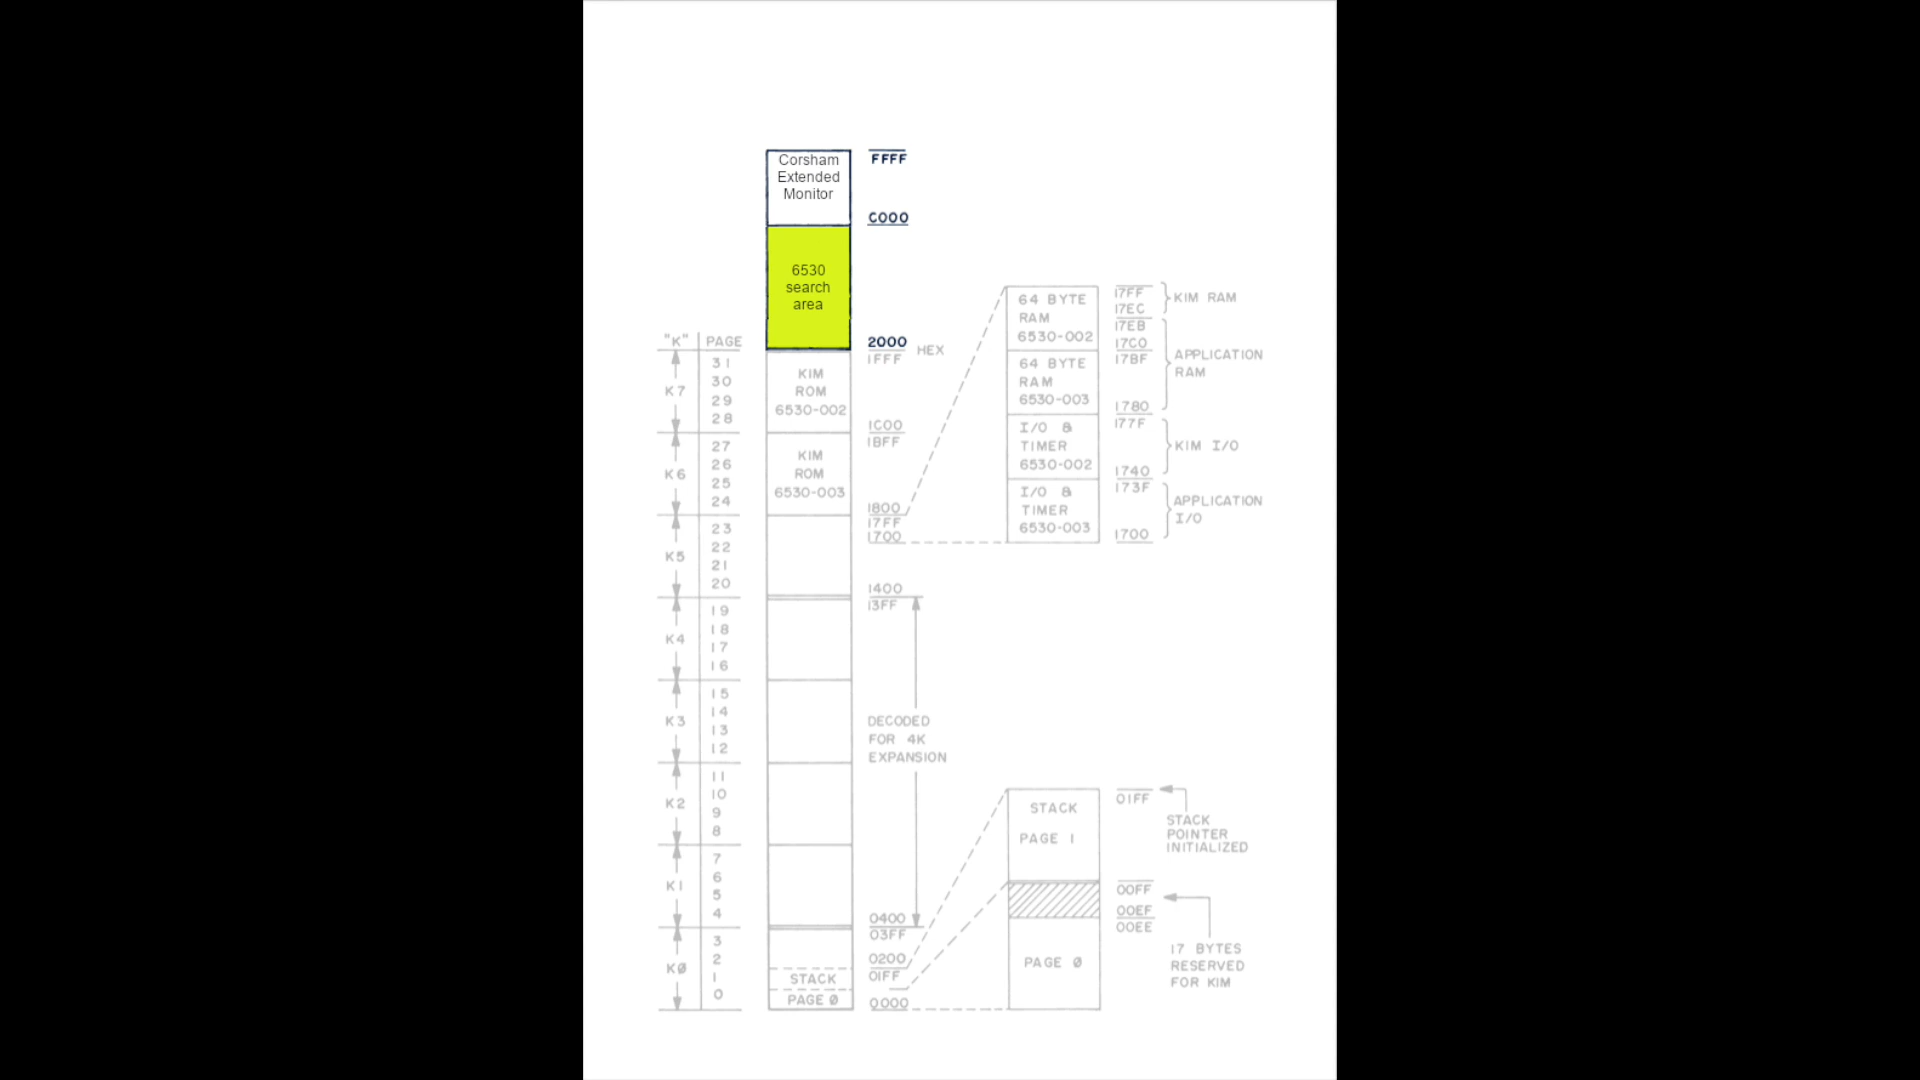 Corsham
Extended
Monitor
FFFF
C000
6530
search
area
2000
"K" PAGE
1FFF HEX
K7
31
30
29
28
KIM
ROM
6530-002
1C00
1BFF
K6
27
26
25
24
KIM
ROM
6530-003
1800
17FF
1700
K5
23
22
21
20
1400
13FF
K4
19
18
17
16
K3
15
14
13
12
DECODED
FOR 4K
EXPANSION
K2
11
10
9
8
K1
7
6
5
4
0400
03FF
KØ
3
2
1
0
0200
01FF
STACK
PAGE Ø
0000
64 BYTE
RAM
6530-002
17FF
17EC
KIM RAM
17EB
17C0
64 BYTE
RAM
6530-003
17BF
1780
APPLICATION
RAM
I/O &
TIMER
6530-002
177F
1740
KIM I/O
I/O &
TIMER
6530-003
173F
1700
APPLICATION
I/O
STACK
PAGE 1
01FF
STACK
POINTER
INITIALIZED
00FF
00EF
00EE
PAGE Ø
17 BYTES
RESERVED
FOR KIM